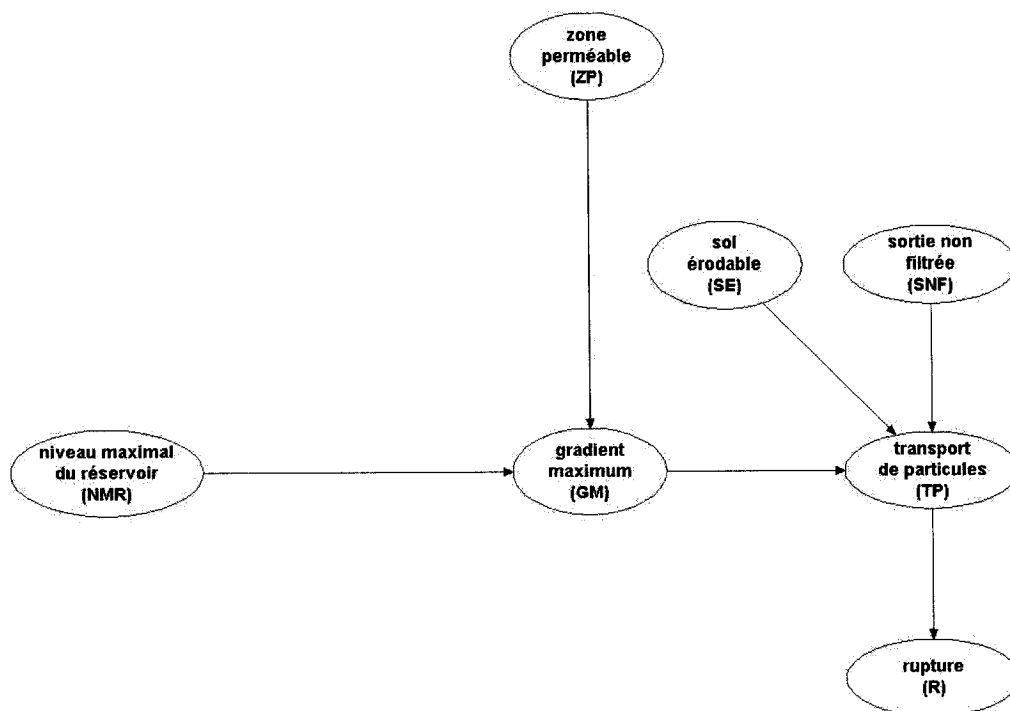 zone
perméable
(ZP)
sol
érodable
(SE)
sortie non
filtrée
(SNF)
niveau maximal
du réservoir
(NMR)
gradient
maximum
(GM)
transport
de particules
(TP)
rupture
(R)